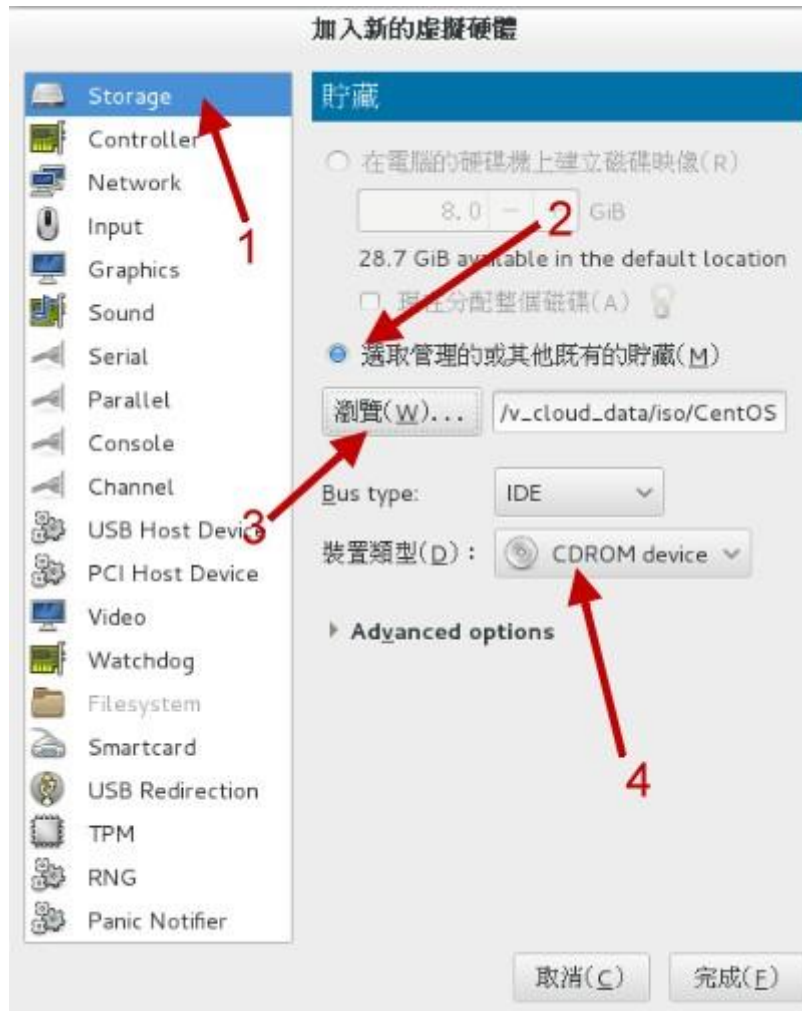 加入新的虛擬硬體
Storage
Controller
Network
Input
Graphics
Sound
Serial
Parallel
Console
Channel
USB Host Device
PCI Host Device
Video
Watchdog
Filesystem
Smartcard
USB Redirection
TPM
RNG
Panic Notifier
1
貯藏
在電腦的硬碟機上建立磁碟映像(R)
8.0 GiB
2
28.7 GiB available in the default location
現在分配整個磁碟(A)
選取管理的或其他既有的貯藏(M)
瀏覽(W)... /v_cloud_data/iso/CentOS
3
Bus type: IDE
裝置類型(D): CDROM device
Advanced options
4
取消(C) 完成(F)